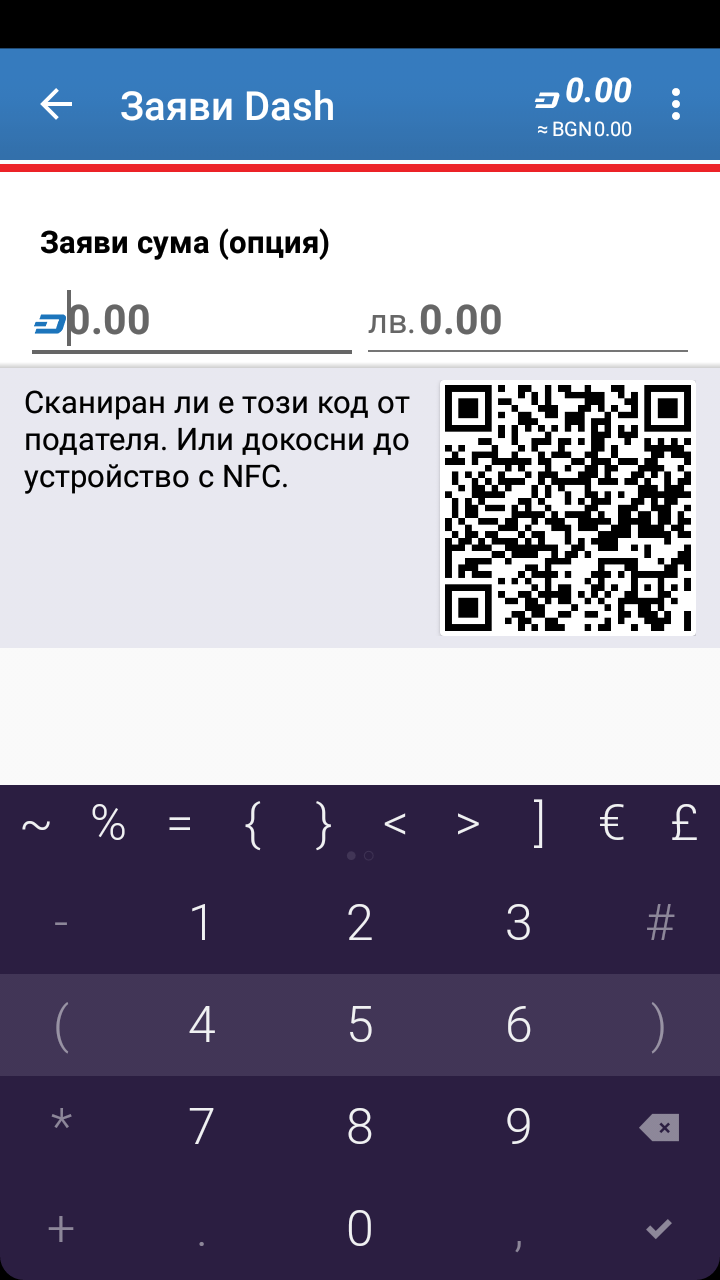 Заяви Dash
0.00
≈ BGN0.00
Заяви сума (опция)
0.00
лв. 0.00
Сканиран ли е този код от
подателя. Или докосни до
устройство с NFC.
~ % = { } < > ] € £
- 1 2 3 #
( 4 5 6 )
* 7 8 9
+ . 0 ,